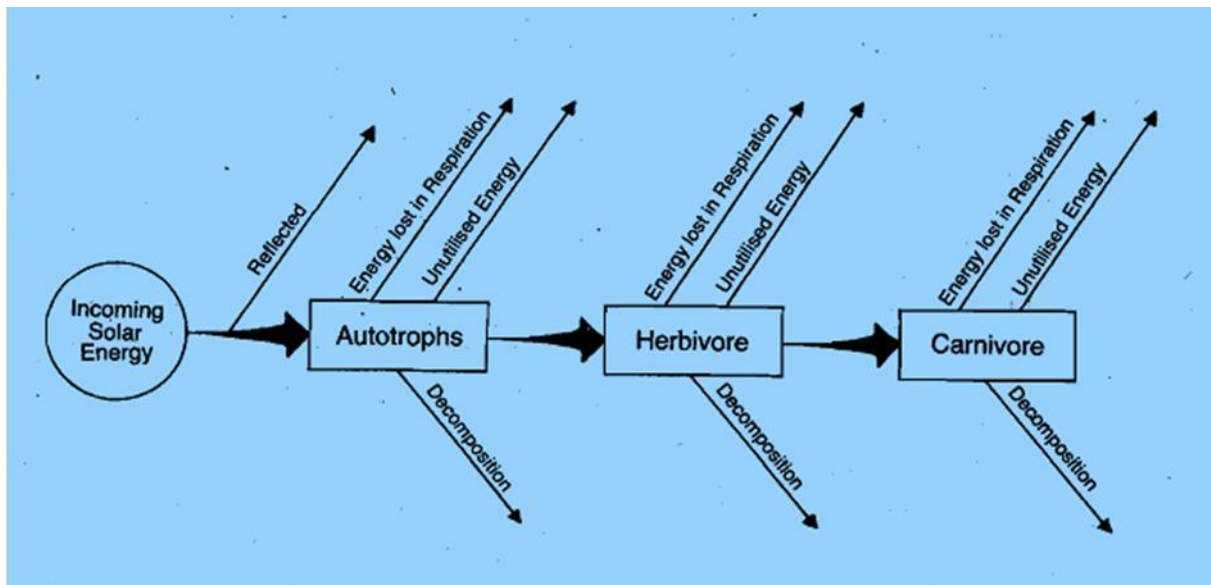 Incoming
Solar
Energy
Reflected
Autotrophs
Energy lost in Respiration
Unutilised Energy
Decomposition
Herbivore
Energy lost in Respiration
Unutilised Energy
Decomposition
Carnivore
Energy lost in Respiration
Unutilised Energy
Decomposition